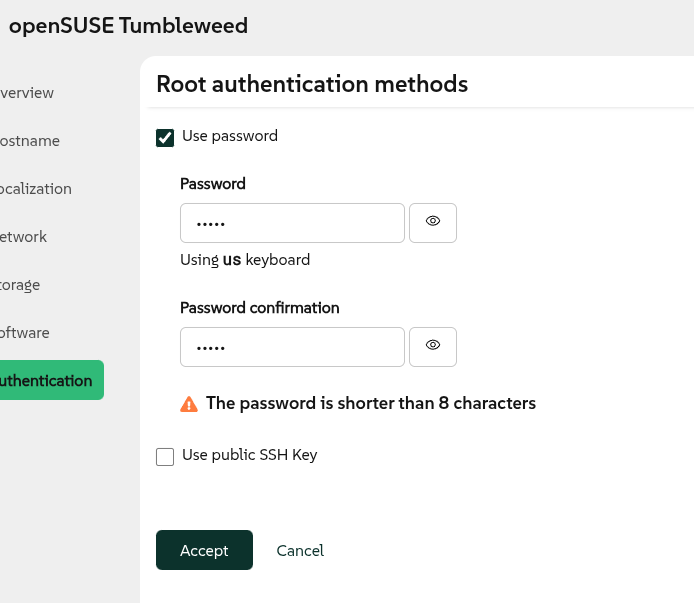 openSUSE Tumbleweed
Root authentication methods
verview
ostname
ocalization
etwork
torage
oftware
uthentication
Use password
Password
•••••
Using us keyboard
Password confirmation
•••••
The password is shorter than 8 characters
Use public SSH Key
Accept
Cancel